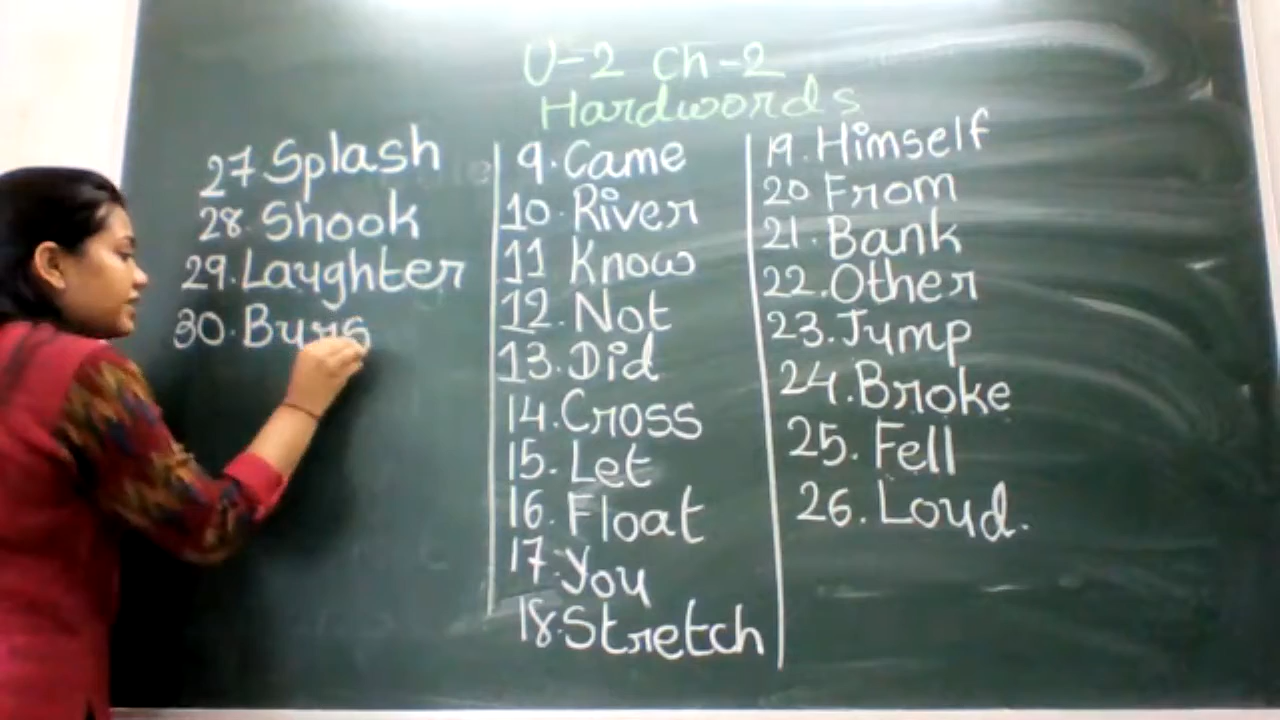 U-2 Ch-2
Hardwords
27 Splash
28. Shook
29. Laughter
30. Burs
9. Came
10. River
11 Know
12. Not
13. Did
14. Cross
15. Let
16. Float
17. You
18. Stretch
19. Himself
20 From
21. Bank
22. Other
23. Jump
24. Broke
25. Fell
26. Loud.